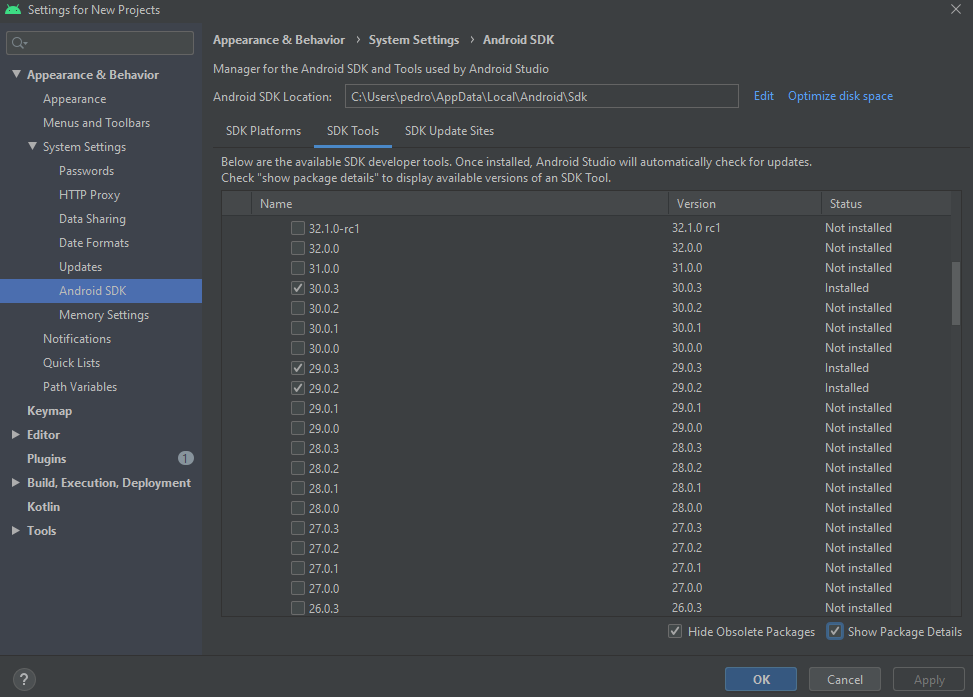 Settings for New Projects
Appearance & Behavior
Appearance
Menus and Toolbars
System Settings
Passwords
HTTP Proxy
Data Sharing
Date Formats
Updates
Android SDK
Memory Settings
Notifications
Quick Lists
Path Variables
Keymap
Editor
Plugins 1
Build, Execution, Deployment
Kotlin
Tools
Appearance & Behavior › System Settings › Android SDK
Manager for the Android SDK and Tools used by Android Studio
Android SDK Location: C:\Users\pedro\AppData\Local\Android\Sdk Edit Optimize disk space
SDK Platforms SDK Tools SDK Update Sites
Below are the available SDK developer tools. Once installed, Android Studio will automatically check for updates.
Check "show package details" to display available versions of an SDK Tool.
Name Version Status
32.1.0-rc1 32.1.0 rc1 Not installed
32.0.0 32.0.0 Not installed
31.0.0 31.0.0 Not installed
30.0.3 30.0.3 Installed
30.0.2 30.0.2 Not installed
30.0.1 30.0.1 Not installed
30.0.0 30.0.0 Not installed
29.0.3 29.0.3 Installed
29.0.2 29.0.2 Installed
29.0.1 29.0.1 Not installed
29.0.0 29.0.0 Not installed
28.0.3 28.0.3 Not installed
28.0.2 28.0.2 Not installed
28.0.1 28.0.1 Not installed
28.0.0 28.0.0 Not installed
27.0.3 27.0.3 Not installed
27.0.2 27.0.2 Not installed
27.0.1 27.0.1 Not installed
27.0.0 27.0.0 Not installed
26.0.3 26.0.3 Not installed
Hide Obsolete Packages Show Package Details
? OK Cancel Apply